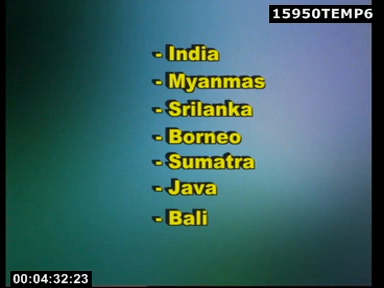 15950TEMP6
- India
- Myanmas
- Srilanka
- Borneo
- Sumatra
- Java
- Bali
00:04:32:23